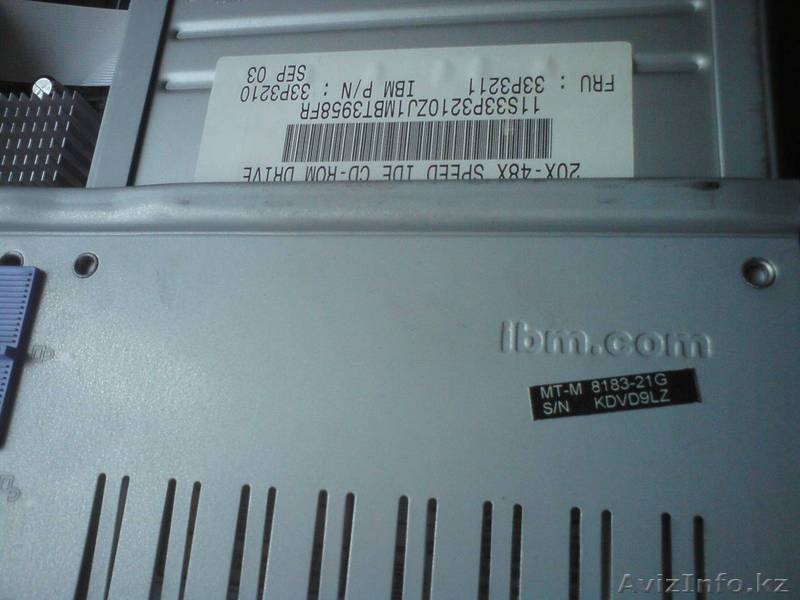 20X-48X SPEED IDE CD-ROM DRIVE
11S33P3210ZJ1MBT3958FR
FRU : 33P3211 IBM P/N : 33P3210
SEP 03
ibm.com
MT-M 8183-21G
S/N KDVD9LZ
AvizInfo.kz